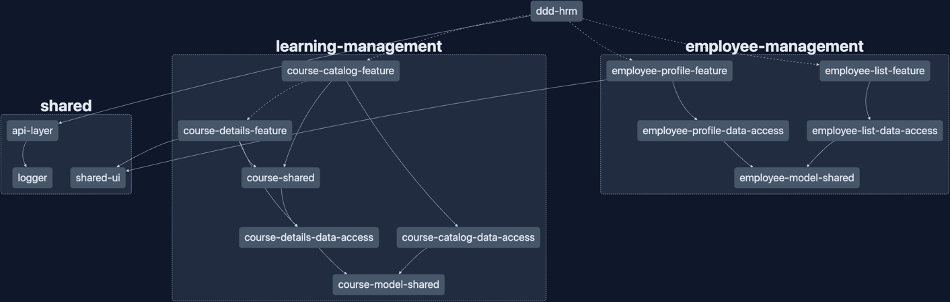 ddd-hrm
learning-management
employee-management
course-catalog-feature
employee-profile-feature
employee-list-feature
shared
api-layer
course-details-feature
employee-profile-data-access
employee-list-data-access
logger
shared-ui
course-shared
employee-model-shared
course-details-data-access
course-catalog-data-access
course-model-shared